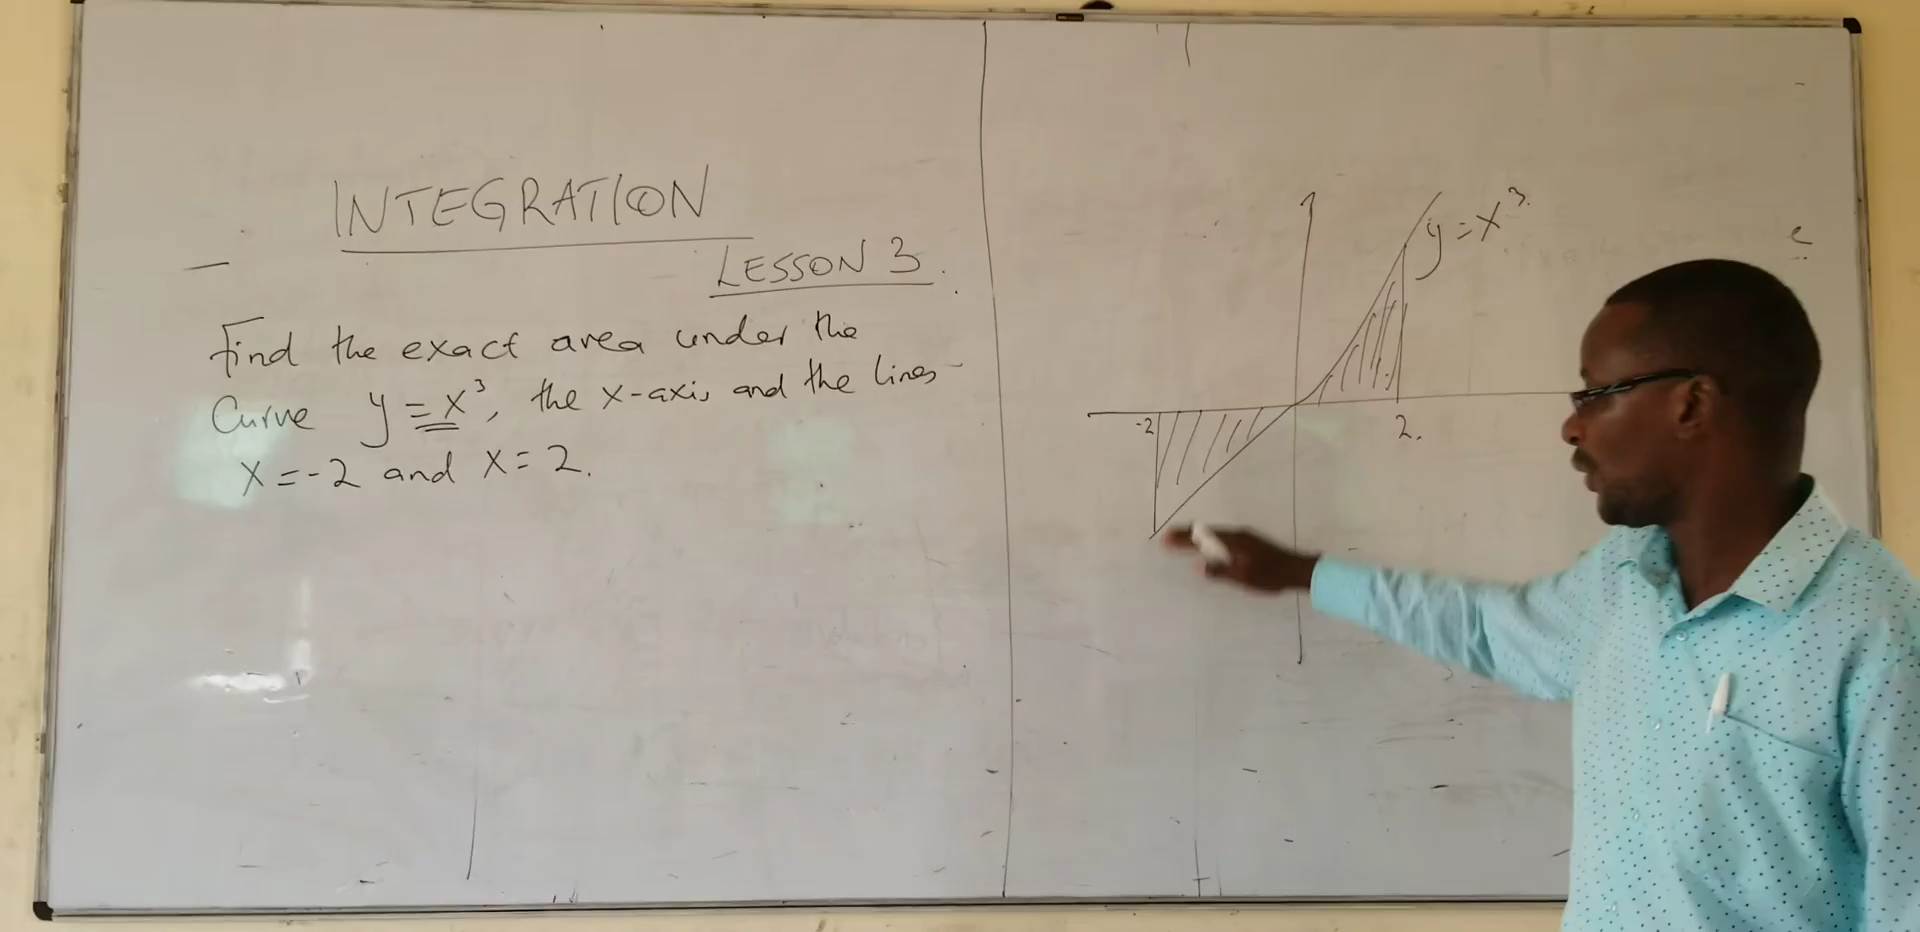 INTEGRATION
LESSON 3.
Find the exact area under the
Curve y = x³, the x-axis and the lines
x = -2 and x = 2.
y = x³.
-2
2.